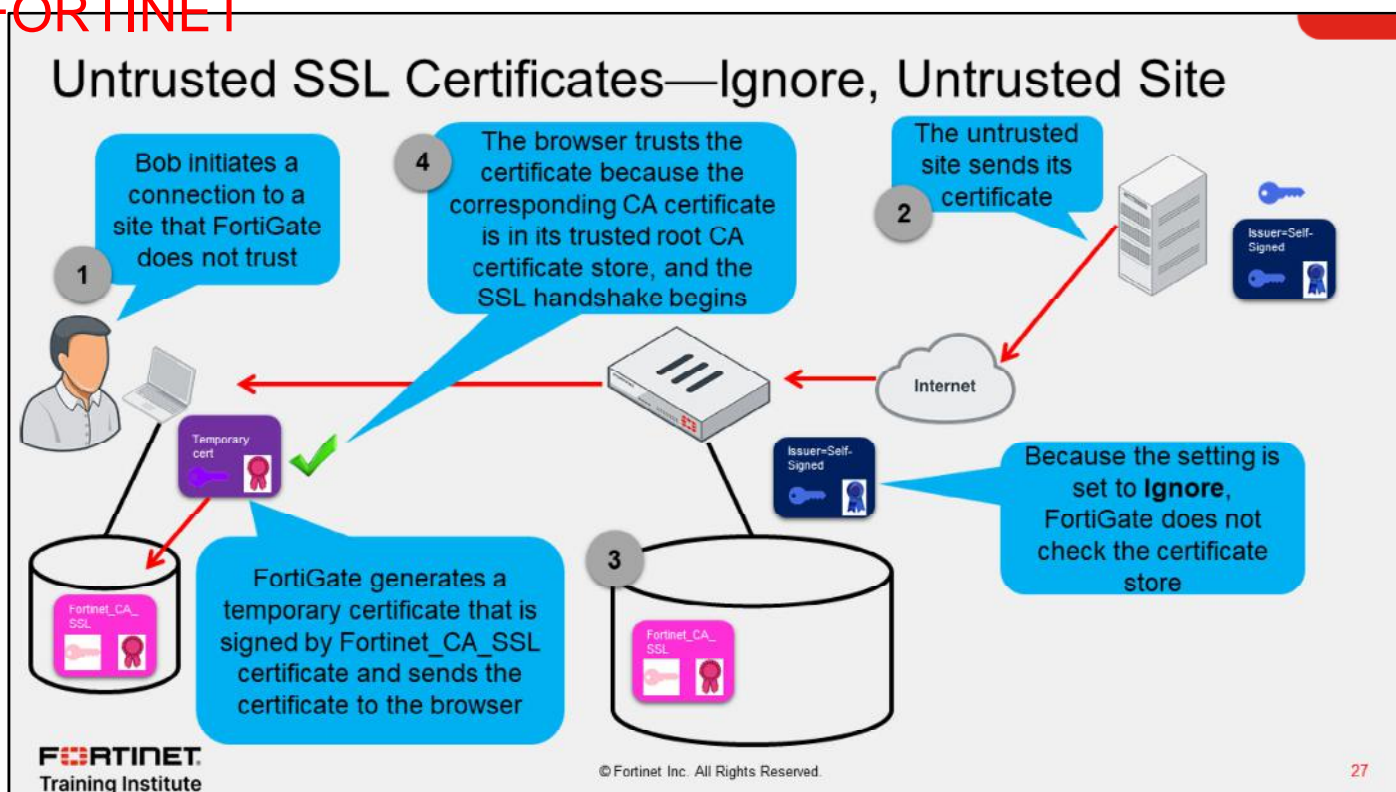 FORTINET
Untrusted SSL Certificates—Ignore, Untrusted Site
1
Bob initiates a
connection to a
site that FortiGate
does not trust
4
The browser trusts the
certificate because the
corresponding CA certificate
is in its trusted root CA
certificate store, and the
SSL handshake begins
2
The untrusted
site sends its
certificate
Issuer=Self-
Signed
Internet
Temporary
cert
Issuer=Self-
Signed
Because the setting is
set to Ignore,
FortiGate does not
check the certificate
store
3
Fortinet_CA_
SSL
FortiGate generates a
temporary certificate that is
signed by Fortinet_CA_SSL
certificate and sends the
certificate to the browser
Fortinet_CA_
SSL
FORTINET
Training Institute
© Fortinet Inc. All Rights Reserved.
27